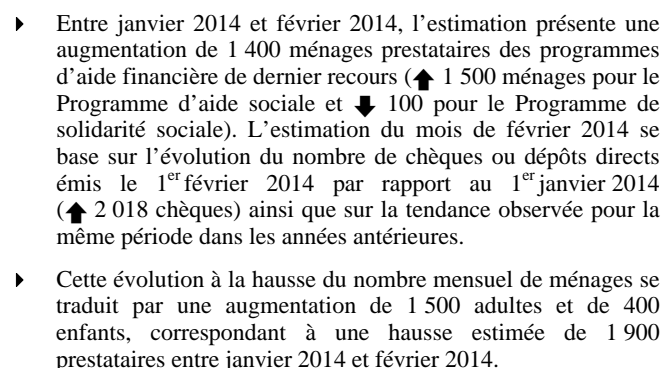 ▸ Entre janvier 2014 et février 2014, l’estimation présente une
augmentation de 1 400 ménages prestataires des programmes
d’aide financière de dernier recours (🡅 1 500 ménages pour le
Programme d’aide sociale et 🡇 100 pour le Programme de
solidarité sociale). L’estimation du mois de février 2014 se
base sur l’évolution du nombre de chèques ou dépôts directs
émis le 1er février 2014 par rapport au 1er janvier 2014
(🡅 2 018 chèques) ainsi que sur la tendance observée pour la
même période dans les années antérieures.
▸ Cette évolution à la hausse du nombre mensuel de ménages se
traduit par une augmentation de 1 500 adultes et de 400
enfants, correspondant à une hausse estimée de 1 900
prestataires entre janvier 2014 et février 2014.